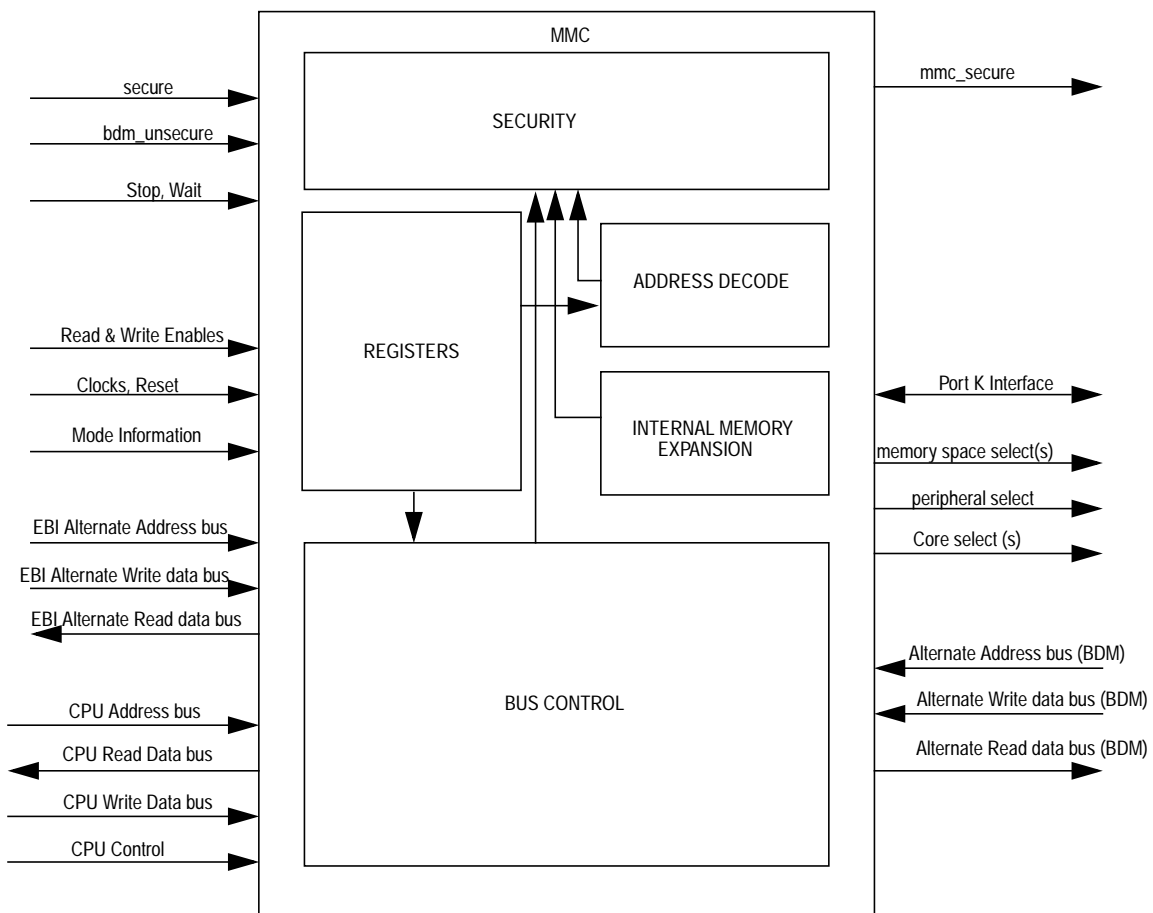 MMC
secure
bdm_unsecure
Stop, Wait
Read & Write Enables
Clocks, Reset
Mode Information
EBI Alternate Address bus
EBI Alternate Write data bus
EBI Alternate Read data bus
CPU Address bus
CPU Read Data bus
CPU Write Data bus
CPU Control
SECURITY
REGISTERS
ADDRESS DECODE
INTERNAL MEMORY
EXPANSION
BUS CONTROL
mmc_secure
Port K Interface
memory space select(s)
peripheral select
Core select (s)
Alternate Address bus (BDM)
Alternate Write data bus (BDM)
Alternate Read data bus (BDM)